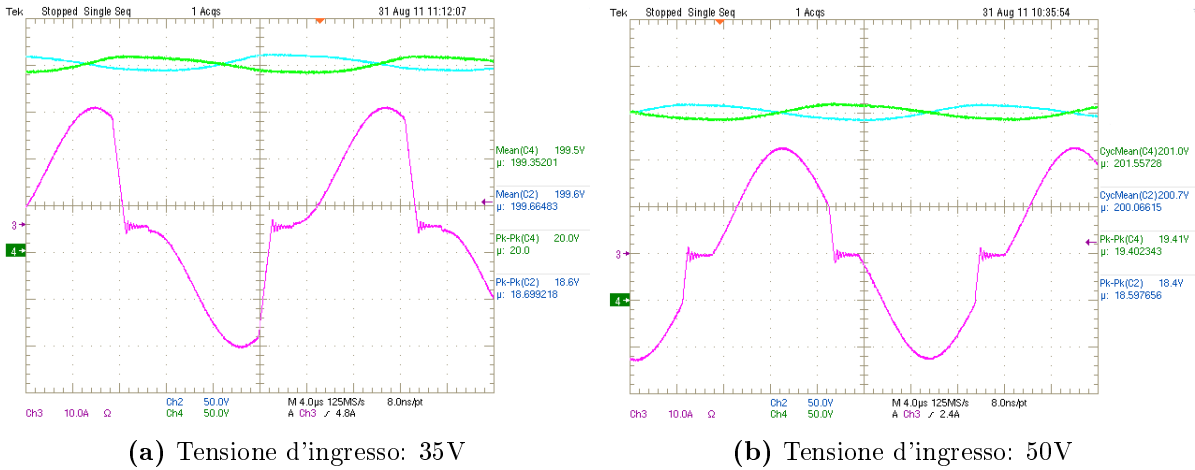 Tek Stopped Single Seq 1 Acqs 31 Aug 11 11:12:07
Mean(C4) 199.5V
µ: 199.35201
Mean(C2) 199.6V
µ: 199.66483
Pk-Pk(C4) 20.0V
µ: 20.0
Pk-Pk(C2) 18.6V
µ: 18.699218
3
4
Ch2 50.0V M 4.0µs 125MS/s 8.0ns/pt
Ch3 10.0A Ω Ch4 50.0V A Ch3 / 4.8A
(a) Tensione d'ingresso: 35V
Tek Stopped Single Seq 1 Acqs 31 Aug 11 10:35:54
CycMean(C4) 201.0V
µ: 201.55728
CycMean(C2) 200.7V
µ: 200.06615
Pk-Pk(C4) 19.41V
µ: 19.402343
Pk-Pk(C2) 18.4V
µ: 18.597656
3
4
Ch2 50.0V M 4.0µs 125MS/s 8.0ns/pt
Ch3 10.0A Ω Ch4 50.0V A Ch3 / 2.4A
(b) Tensione d'ingresso: 50V